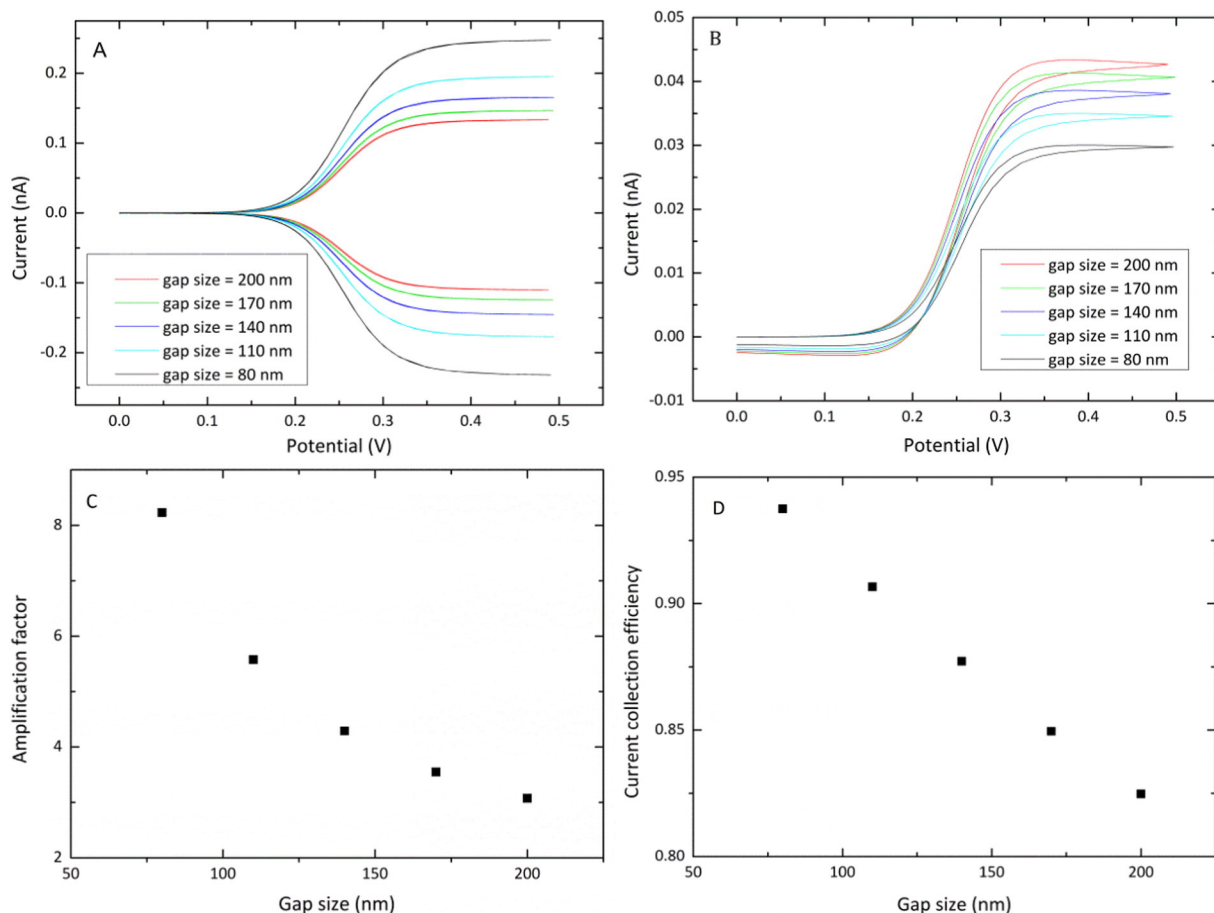 A
Current (nA)
0.2
0.1
0.0
-0.1
-0.2
gap size = 200 nm
gap size = 170 nm
gap size = 140 nm
gap size = 110 nm
gap size = 80 nm
0.0 0.1 0.2 0.3 0.4 0.5
Potential (V)
B
Current (nA)
0.05
0.04
0.03
0.02
0.01
0.00
-0.01
gap size = 200 nm
gap size = 170 nm
gap size = 140 nm
gap size = 110 nm
gap size = 80 nm
0.0 0.1 0.2 0.3 0.4 0.5
Potential (V)
C
Amplification factor
8
6
4
2
50 100 150 200
Gap size (nm)
D
Current collection efficiency
0.95
0.90
0.85
0.80
50 100 150 200
Gap size (nm)